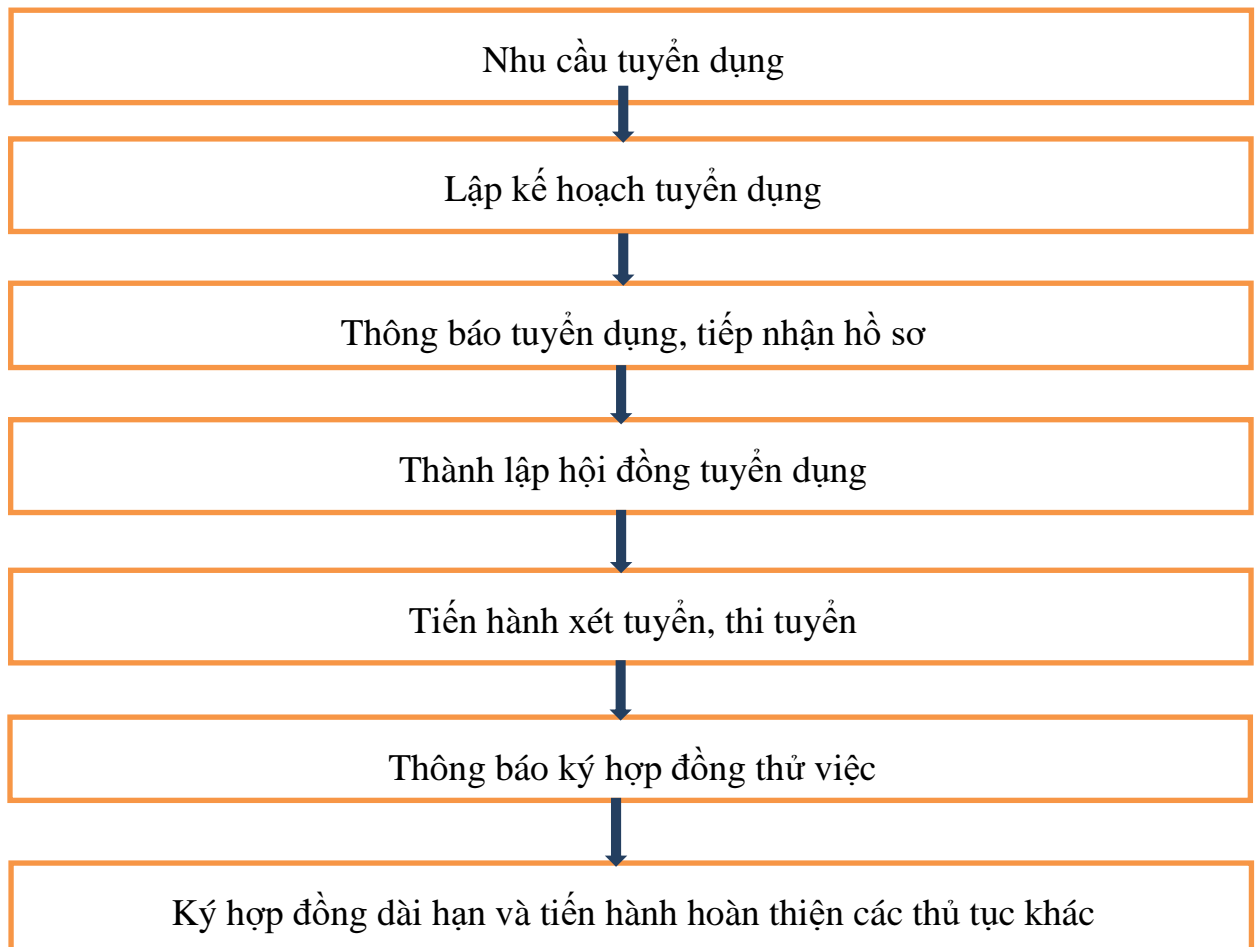 Nhu cầu tuyển dụng
Lập kế hoạch tuyển dụng
Thông báo tuyển dụng, tiếp nhận hồ sơ
Thành lập hội đồng tuyển dụng
Tiến hành xét tuyển, thi tuyển
Thông báo ký hợp đồng thử việc
Ký hợp đồng dài hạn và tiến hành hoàn thiện các thủ tục khác